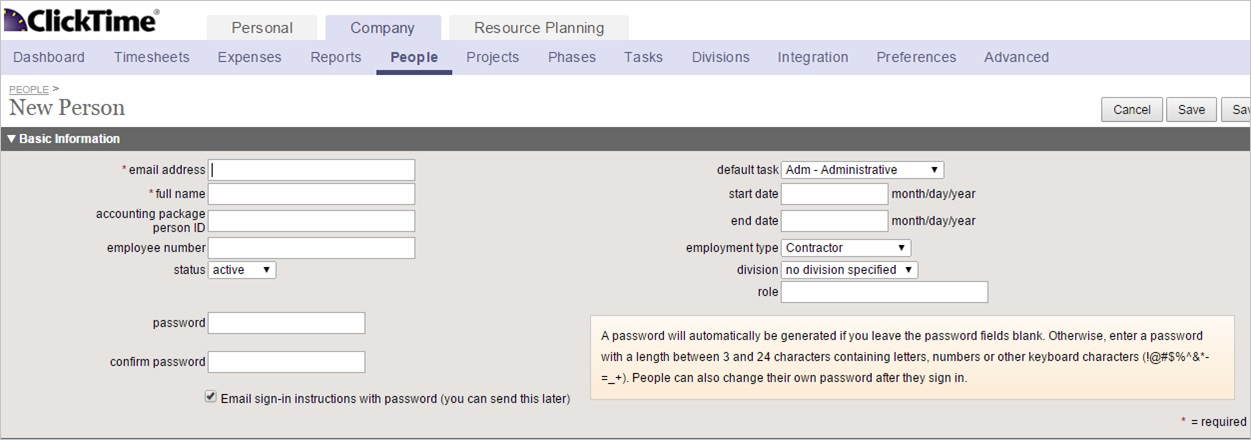 ClickTime®
Personal Company Resource Planning
Dashboard Timesheets Expenses Reports People Projects Phases Tasks Divisions Integration Preferences Advanced
PEOPLE >
New Person
Cancel Save Sav
▼ Basic Information
* email address
* full name
accounting package
person ID
employee number
status active
password
confirm password
Email sign-in instructions with password (you can send this later)
default task Adm - Administrative
start date month/day/year
end date month/day/year
employment type Contractor
division no division specified
role
A password will automatically be generated if you leave the password fields blank. Otherwise, enter a password
with a length between 3 and 24 characters containing letters, numbers or other keyboard characters (!@#$%^&*-
=_+). People can also change their own password after they sign in.
* = required